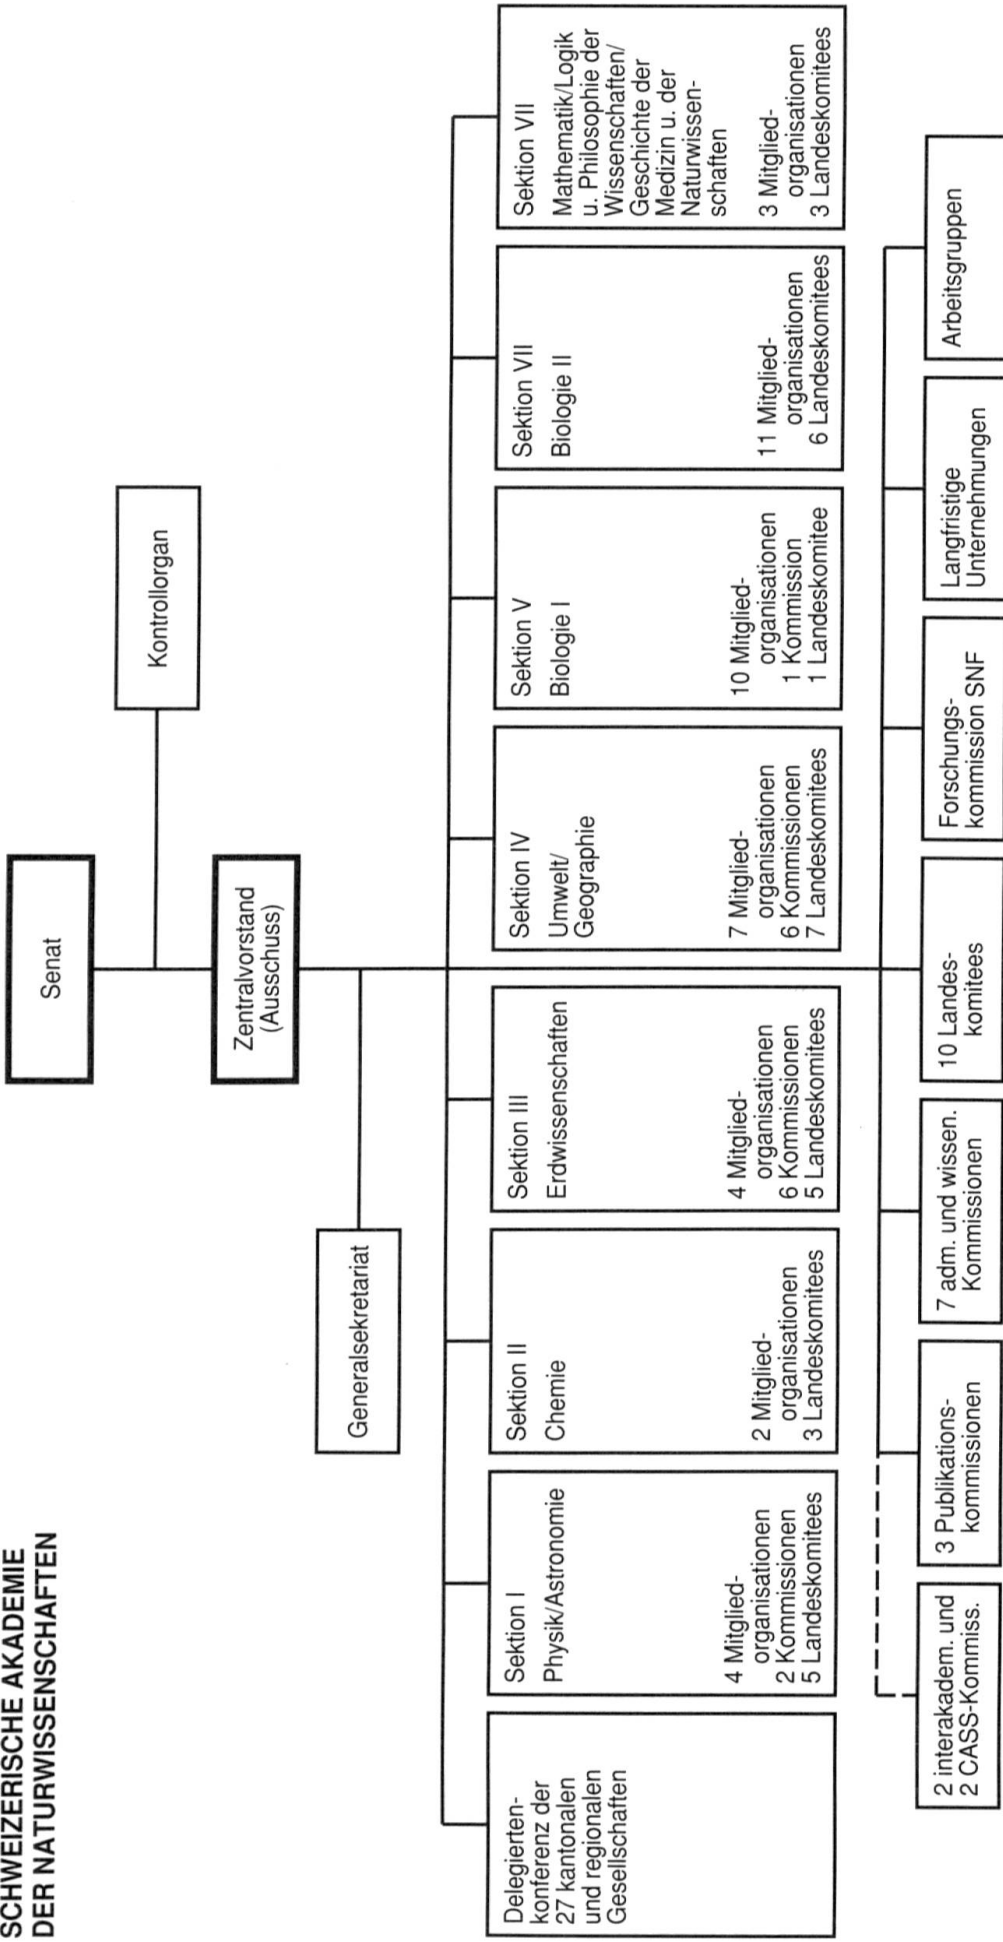 SCHWEIZERISCHE AKADEMIE
DER NATURWISSENSCHAFTEN
Senat
Kontrollorgan
Zentralvorstand
(Ausschuss)
Generalsekretariat
Delegierten-
konferenz der
27 kantonalen
und regionalen
Gesellschaften
Sektion I
Physik/Astronomie
4 Mitglied-
organisationen
2 Kommissionen
5 Landeskomitees
Sektion II
Chemie
2 Mitglied-
organisationen
3 Landeskomitees
Sektion III
Erdwissenschaften
4 Mitglied-
organisationen
6 Kommissionen
5 Landeskomitees
Sektion IV
Umwelt/
Geographie
7 Mitglied-
organisationen
6 Kommissionen
7 Landeskomitees
Sektion V
Biologie I
10 Mitglied-
organisationen
1 Kommission
1 Landeskomitee
Sektion VII
Biologie II
11 Mitglied-
organisationen
6 Landeskomitees
Sektion VII
Mathematik/Logik
u. Philosophie der
Wissenschaften/
Geschichte der
Medizin u. der
Naturwissen-
schaften
3 Mitglied-
organisationen
3 Landeskomitees
2 interakadem. und
2 CASS-Kommiss.
3 Publikations-
kommissionen
7 adm. und wissen.
Kommissionen
10 Landes-
komitees
Forschungs-
kommission SNF
Langfristige
Unternehmungen
Arbeitsgruppen